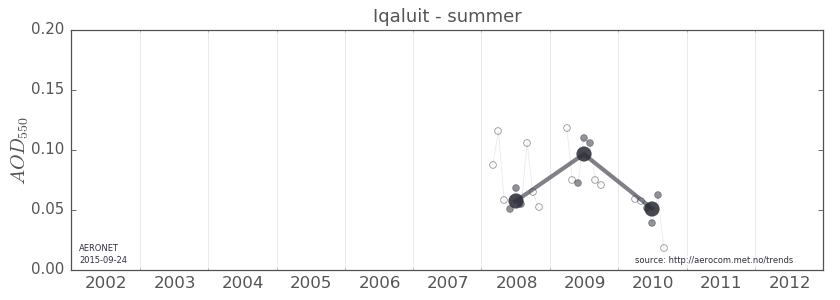 Iqaluit - summer
0.20
0.15
0.10
0.05
0.00
AOD550
AERONET
2015-09-24
source: http://aerocom.met.no/trends
2002 2003 2004 2005 2006 2007 2008 2009 2010 2011 2012